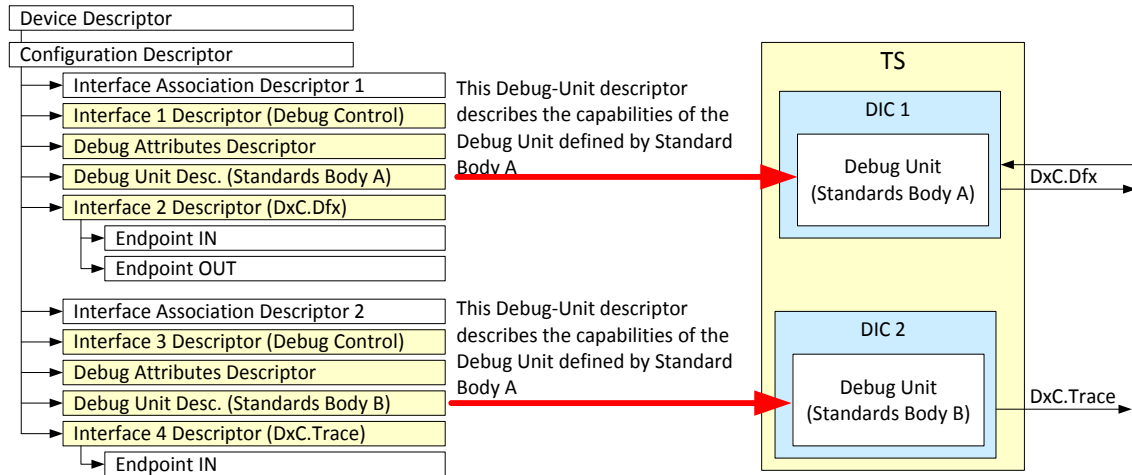 Device Descriptor
Configuration Descriptor
Interface Association Descriptor 1
Interface 1 Descriptor (Debug Control)
Debug Attributes Descriptor
Debug Unit Desc. (Standards Body A)
Interface 2 Descriptor (DxC.Dfx)
Endpoint IN
Endpoint OUT
This Debug-Unit descriptor
describes the capabilities of the
Debug Unit defined by Standard
Body A
TS
DIC 1
Debug Unit
(Standards Body A)
DxC.Dfx
Interface Association Descriptor 2
Interface 3 Descriptor (Debug Control)
Debug Attributes Descriptor
Debug Unit Desc. (Standards Body B)
Interface 4 Descriptor (DxC.Trace)
Endpoint IN
This Debug-Unit descriptor
describes the capabilities of the
Debug Unit defined by Standard
Body A
DIC 2
Debug Unit
(Standards Body B)
DxC.Trace